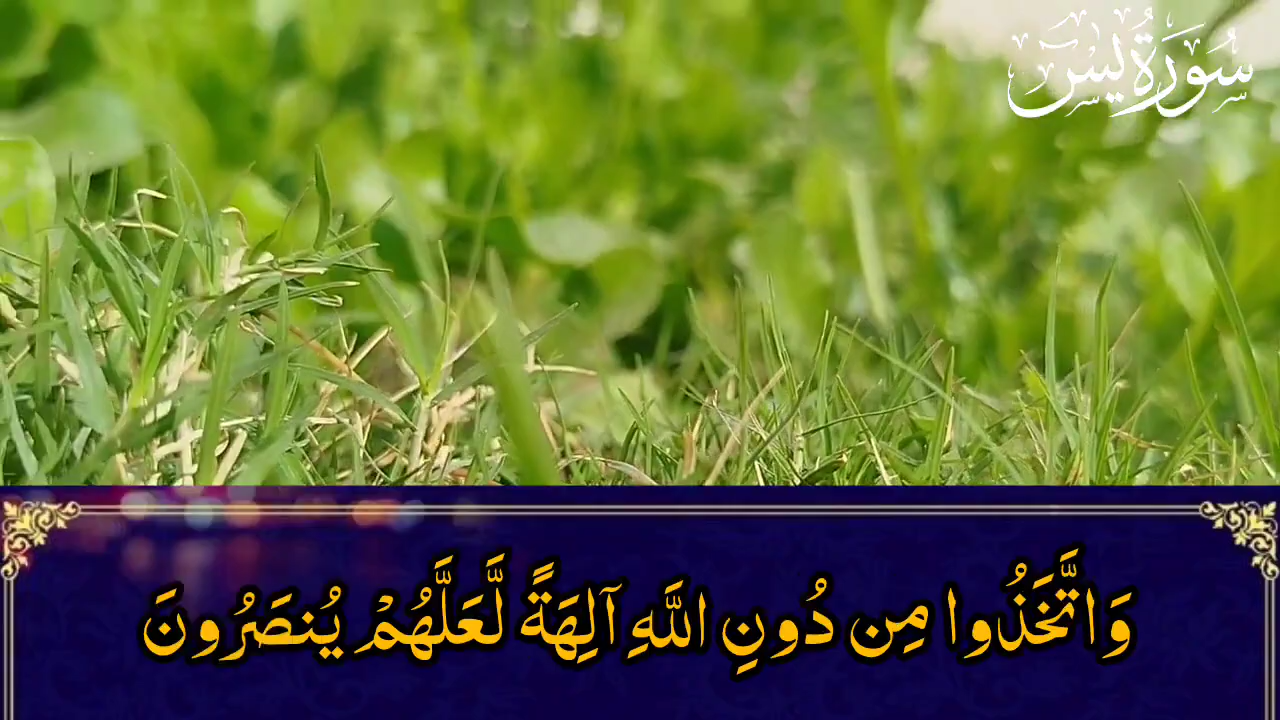 سُورَةُ يسٓ
وَاتَّخَذُوا مِن دُونِ اللَّهِ آلِهَةً لَّعَلَّهُمْ يُنصَرُونَ